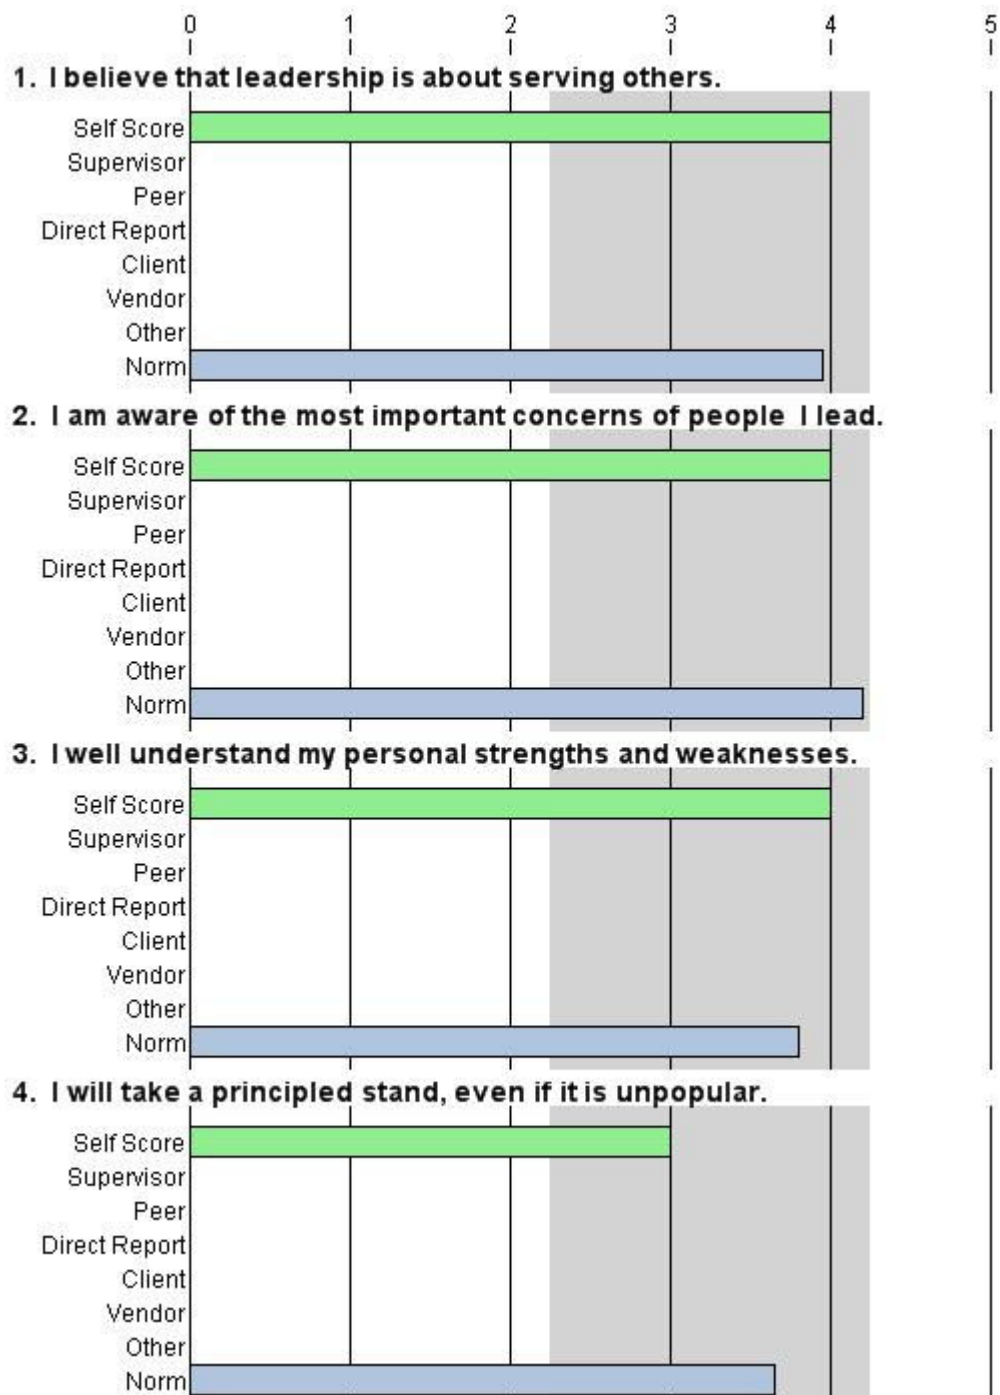 0 1 2 3 4 5
1. I believe that leadership is about serving others.
Self Score
Supervisor
Peer
Direct Report
Client
Vendor
Other
Norm
2. I am aware of the most important concerns of people I lead.
Self Score
Supervisor
Peer
Direct Report
Client
Vendor
Other
Norm
3. I well understand my personal strengths and weaknesses.
Self Score
Supervisor
Peer
Direct Report
Client
Vendor
Other
Norm
4. I will take a principled stand, even if it is unpopular.
Self Score
Supervisor
Peer
Direct Report
Client
Vendor
Other
Norm